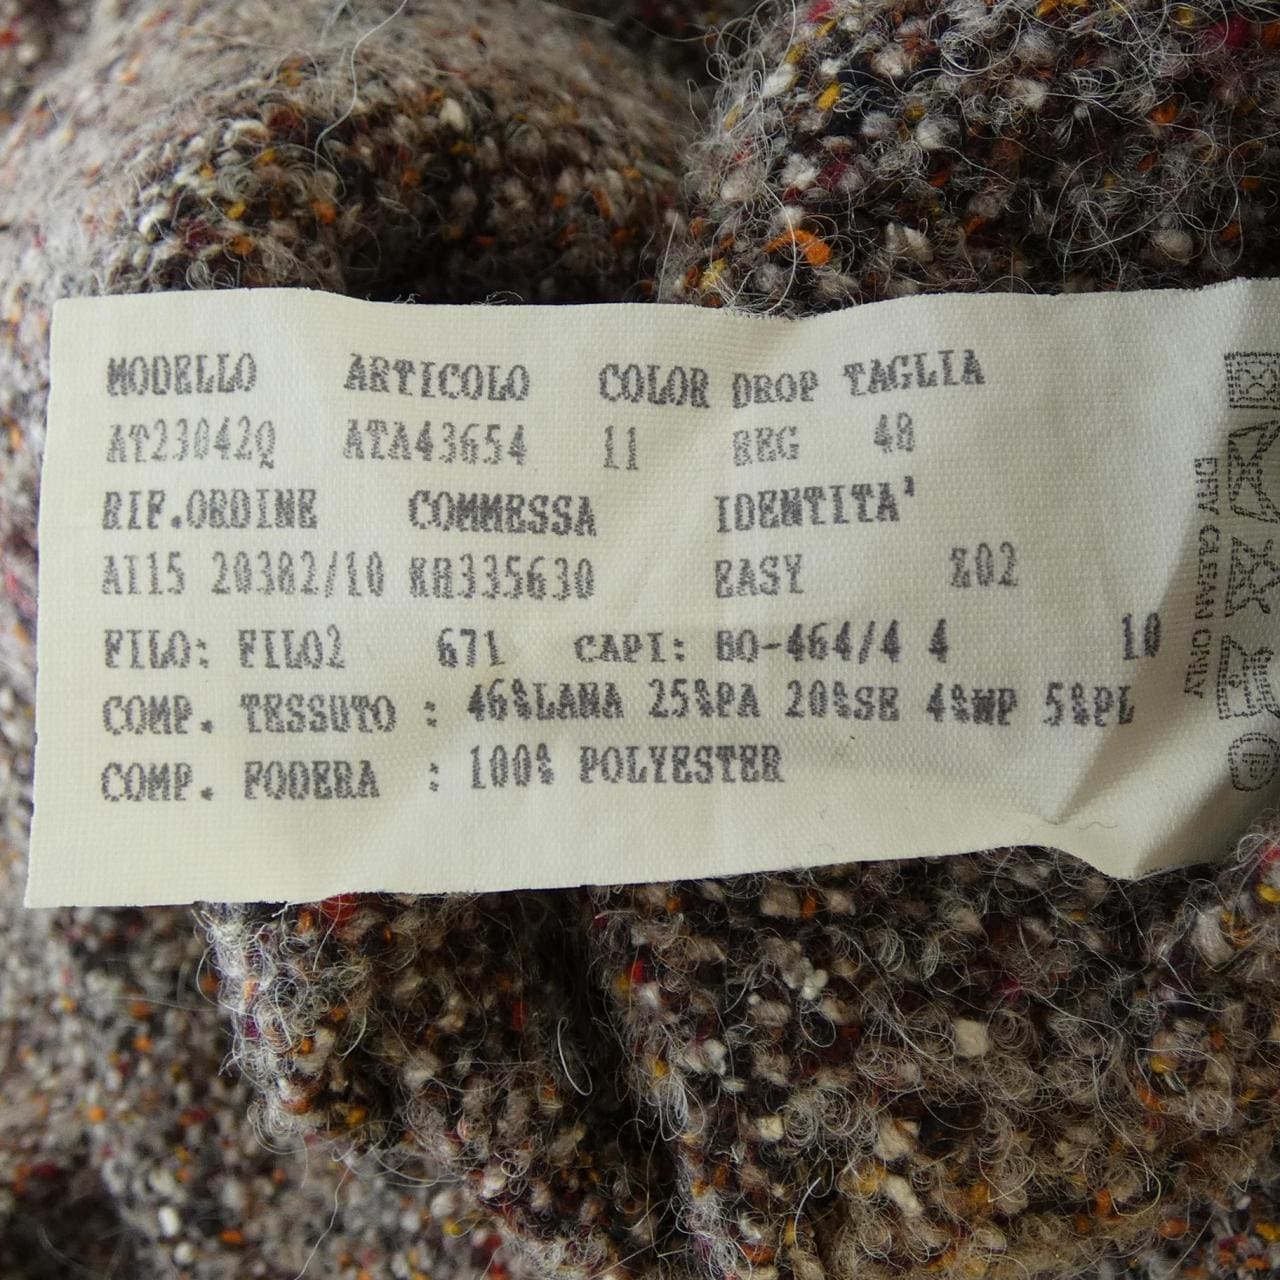 MODELLO ARTICOLO COLOR DROP TAGLIA
AT23042Q ATA43654 11 REG 48
RIF.ORDINE COMMESSA IDENTITA'
AI15 20302/10 RH335630 EASY Z02
FILO: FILO2 671 CAPI: BO-464/4 4 10
COMP. TESSUTO : 46%LANA 25%PA 20%SE 4%WP 5%PL
COMP. FODERA : 100% POLYESTER
DRY CLEAN ONLY